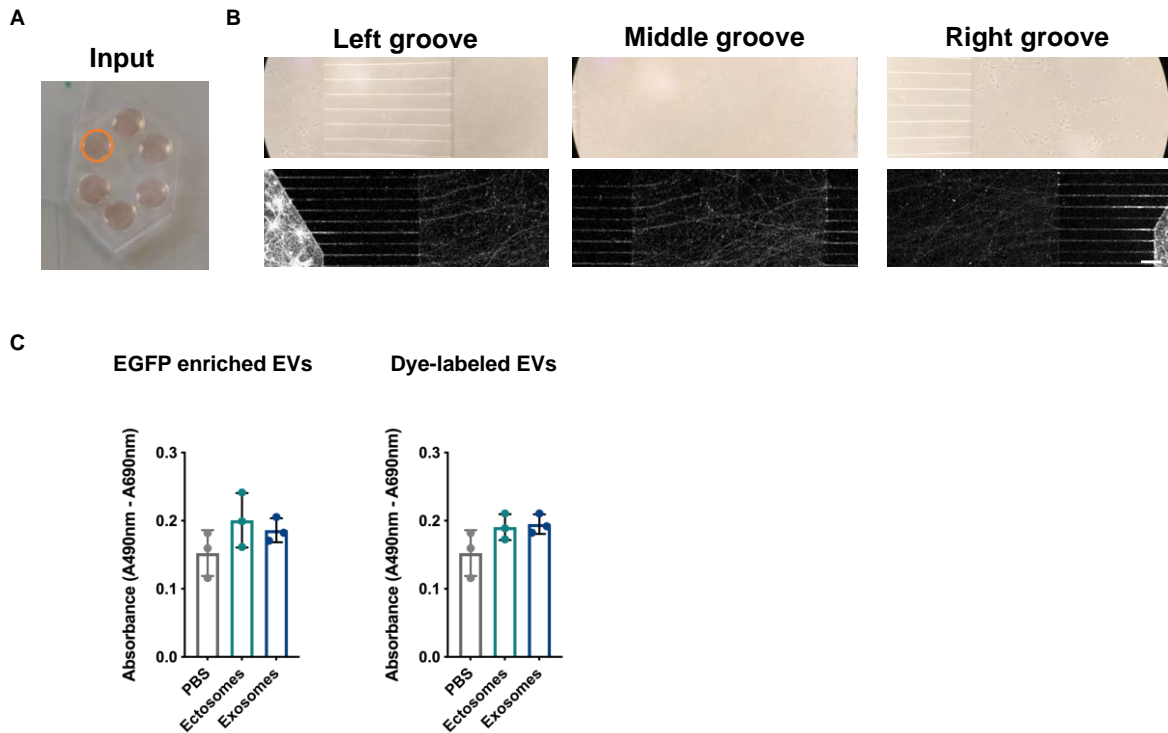 A
Input
B
Left groove
Middle groove
Right groove
C
EGFP enriched EVs
Absorbance (A490nm - A690nm)
0.3
0.2
0.1
0.0
PBS
Ectosomes
Exosomes
Dye-labeled EVs
Absorbance (A490nm - A690nm)
0.3
0.2
0.1
0.0
PBS
Ectosomes
Exosomes